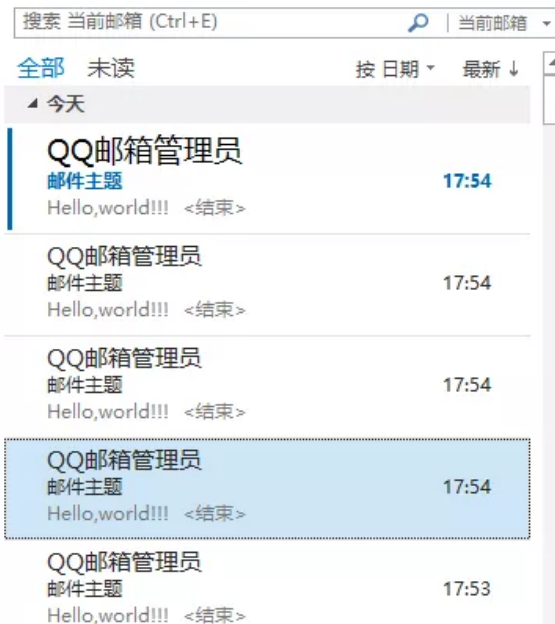 搜索 当前邮箱 (Ctrl+E) 当前邮箱
全部 未读 按 日期 最新 ↓
今天
QQ邮箱管理员
邮件主题 17:54
Hello,world!!! <结束>
QQ邮箱管理员
邮件主题 17:54
Hello,world!!! <结束>
QQ邮箱管理员
邮件主题 17:54
Hello,world!!! <结束>
QQ邮箱管理员
邮件主题 17:54
Hello,world!!! <结束>
QQ邮箱管理员
邮件主题 17:53
Hello,world!!! <结束>